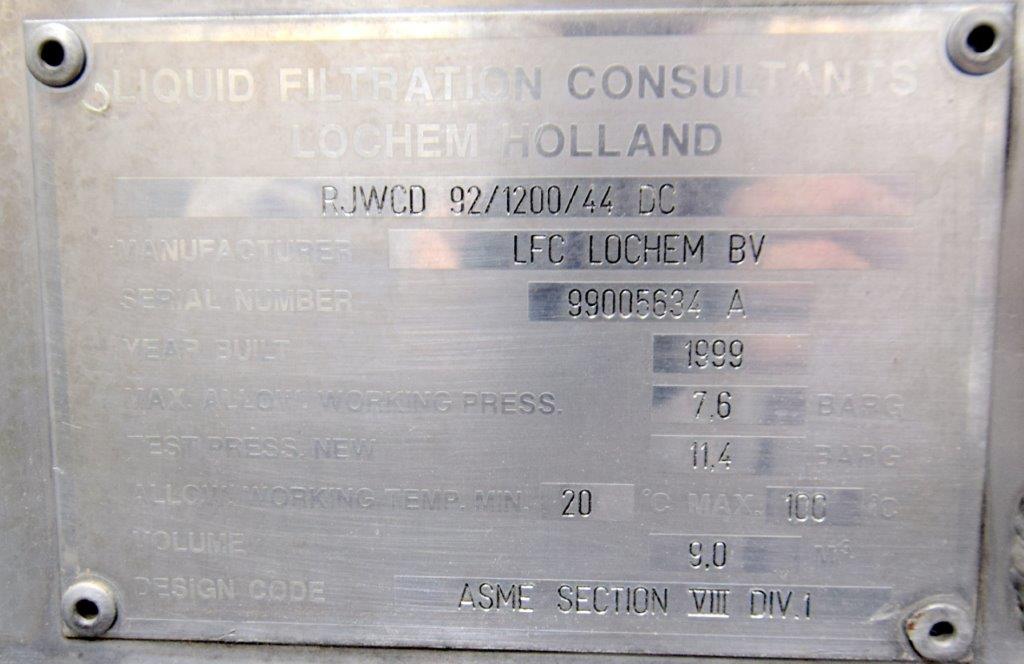 LIQUID FILTRATION CONSULTANTS
LOCHEM HOLLAND
RJWCD 92/1200/44 DC
MANUFACTURER LFC LOCHEM BV
SERIAL NUMBER 99005634 A
YEAR BUILT 1999
MAX. ALLOW. WORKING PRESS. 7,6 BARG
TEST PRESS. NEW 11,4 BARG
ALLOW. WORKING TEMP. MIN. 20 °C MAX. 100 °C
VOLUME 9,0 M³
DESIGN CODE ASME SECTION VIII DIV.1